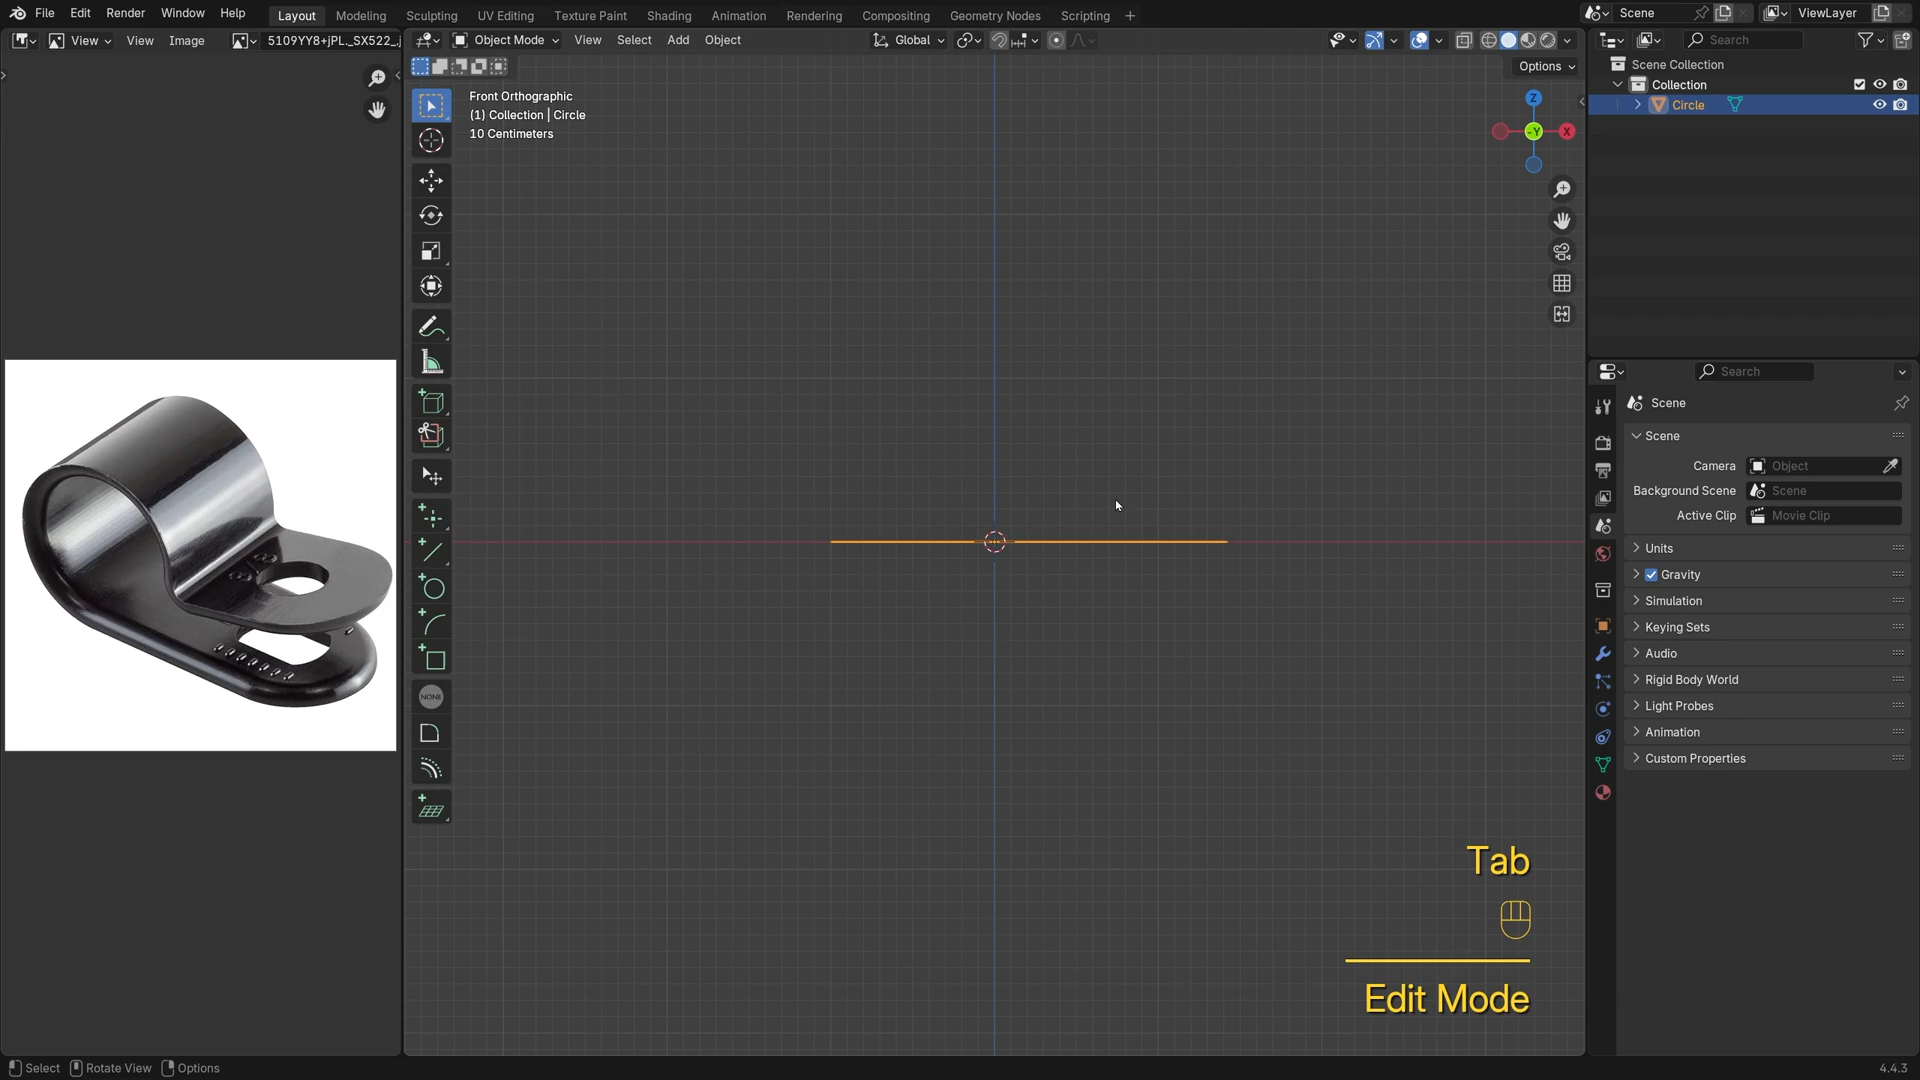 File Edit Render Window Help
Layout Modeling Sculpting UV Editing Texture Paint Shading Animation Rendering Compositing Geometry Nodes Scripting
Scene
ViewLayer
View View Image 5109YY8+jPL._SX522_.j
Object Mode View Select Add Object
Global
Search
Options
Front Orthographic
(1) Collection | Circle
10 Centimeters
Z
-Y
X
Scene Collection
Collection
Circle
Search
Scene
Scene
Camera Object
Background Scene Scene
Active Clip Movie Clip
Units
Gravity
Simulation
Keying Sets
Audio
Rigid Body World
Light Probes
Animation
Custom Properties
NONE
Tab
Edit Mode
Select Rotate View Options
4.4.3